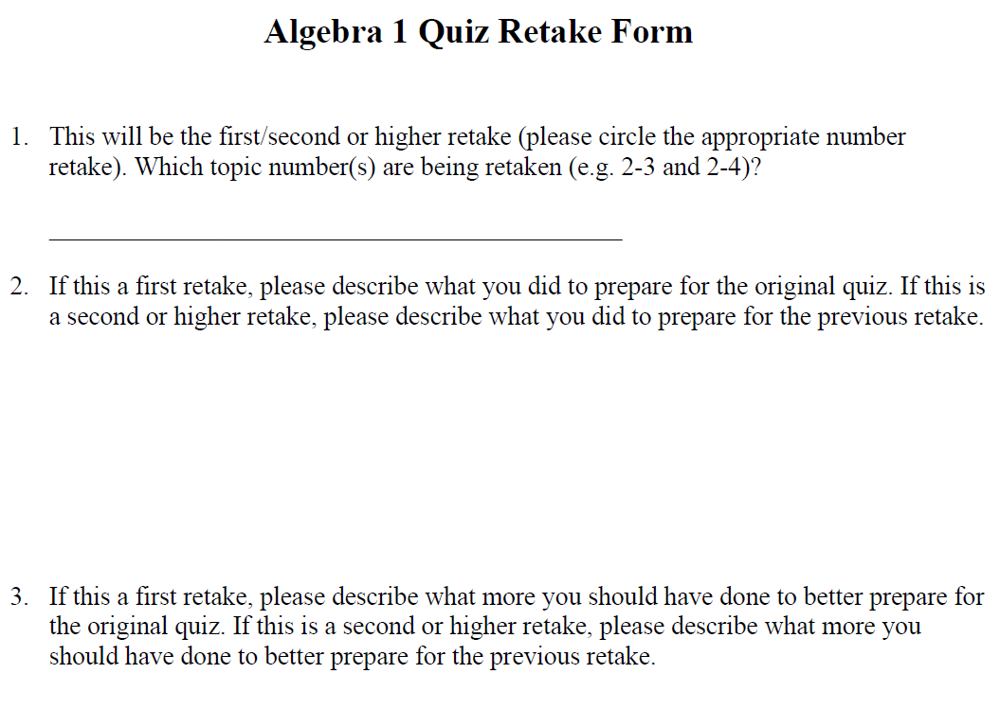 Algebra 1 Quiz Retake Form
1. This will be the first/second or higher retake (please circle the appropriate number
retake). Which topic number(s) are being retaken (e.g. 2-3 and 2-4)?
2. If this a first retake, please describe what you did to prepare for the original quiz. If this is
a second or higher retake, please describe what you did to prepare for the previous retake.
3. If this a first retake, please describe what more you should have done to better prepare for
the original quiz. If this is a second or higher retake, please describe what more you
should have done to better prepare for the previous retake.